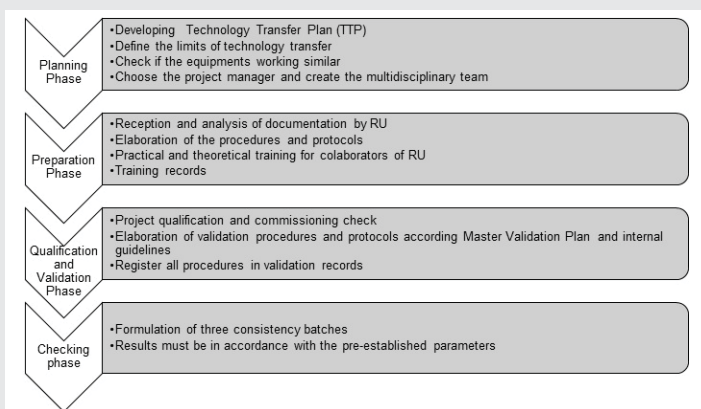 Planning
Phase
•Developing Technology Transfer Plan (TTP)
•Define the limits of technology transfer
•Check if the equipments working similar
•Choose the project manager and create the multidisciplinary team
Preparation
Phase
•Reception and analysis of documentation by RU
•Elaboration of the procedures and protocols
•Practical and theoretical training for colaborators of RU
•Training records
Qualification
and
Validation
Phase
•Project qualification and commissioning check
•Elaboration of validation procedures and protocols according Master Validation Plan and internal
guidelines
•Register all procedures in validation records
Checking
phase
•Formulation of three consistency batches
•Results must be in accordance with the pre-established parameters